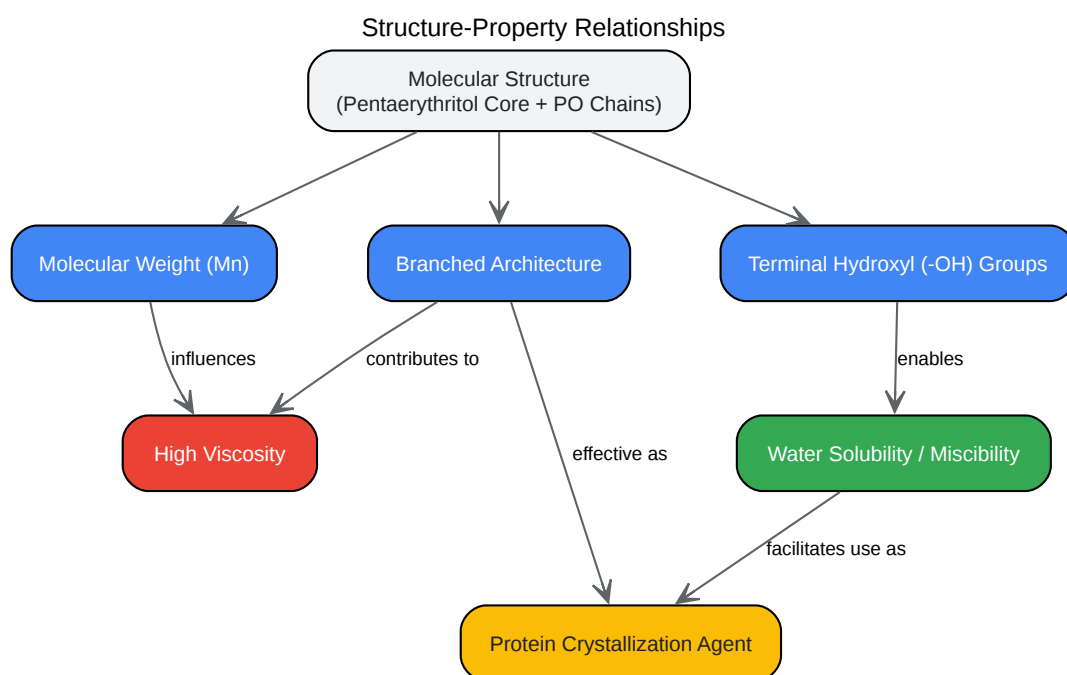 Structure-Property Relationships
Molecular Structure
(Pentaerythritol Core + PO Chains)
Molecular Weight (Mn)
Branched Architecture
Terminal Hydroxyl (-OH) Groups
influences
contributes to
enables
High Viscosity
effective as
Water Solubility / Miscibility
facilitates use as
Protein Crystallization Agent